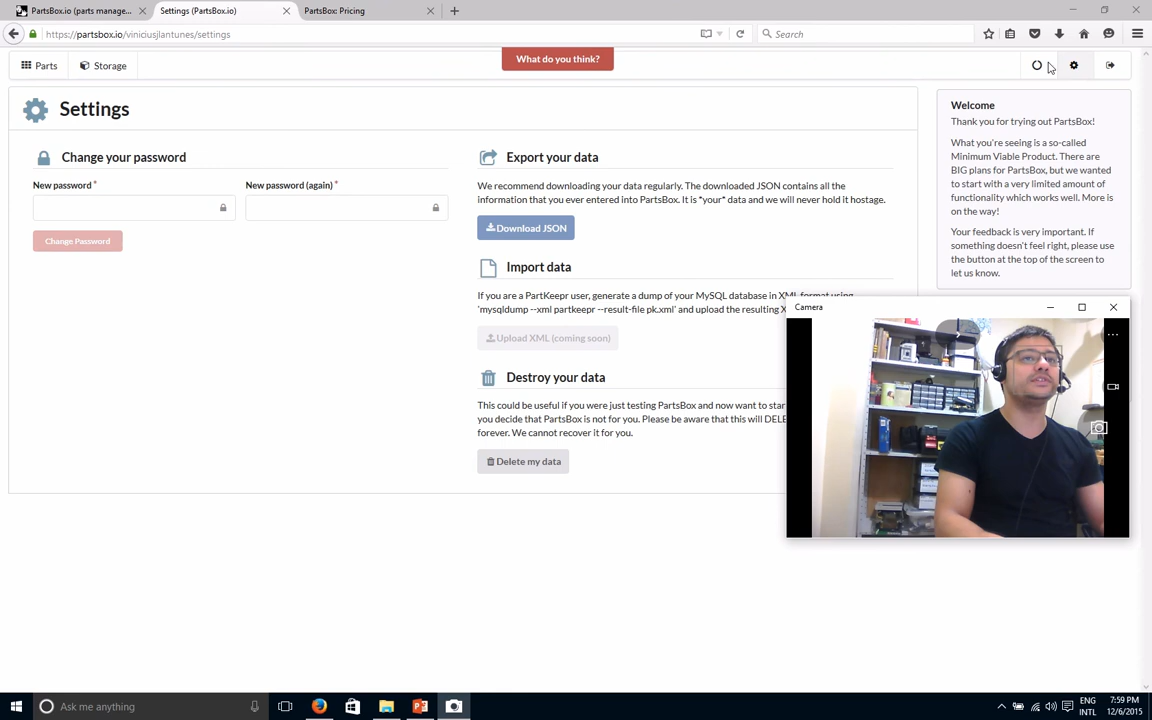 PartsBox.io (parts manage...
Settings (PartsBox.io)
PartsBox: Pricing
https://partsbox.io/viniciusjlantunes/settings
Search
Parts
Storage
What do you think?
Settings
Change your password
New password *
New password (again) *
Change Password
Export your data
We recommend downloading your data regularly. The downloaded JSON contains all the
information that you ever entered into PartsBox. It is *your* data and we will never hold it hostage.
Download JSON
Import data
If you are a PartKeepr user, generate a dump of your MySQL database in XML format using
'mysqldump --xml partkeepr --result-file pk.xml' and upload the resulting
Upload XML (coming soon)
Destroy your data
This could be useful if you were just testing PartsBox and now want to star
you decide that PartsBox is not for you. Please be aware that this will DELE
forever. We cannot recover it for you.
Delete my data
Welcome
Thank you for trying out PartsBox!
What you're seeing is a so-called
Minimum Viable Product. There are
BIG plans for PartsBox, but we wanted
to start with a very limited amount of
functionality which works well. More is
on the way!
Your feedback is very important. If
something doesn't feel right, please use
the button at the top of the screen to
let us know.
Camera
Ask me anything
ENG
INTL
7:59 PM
12/6/2015